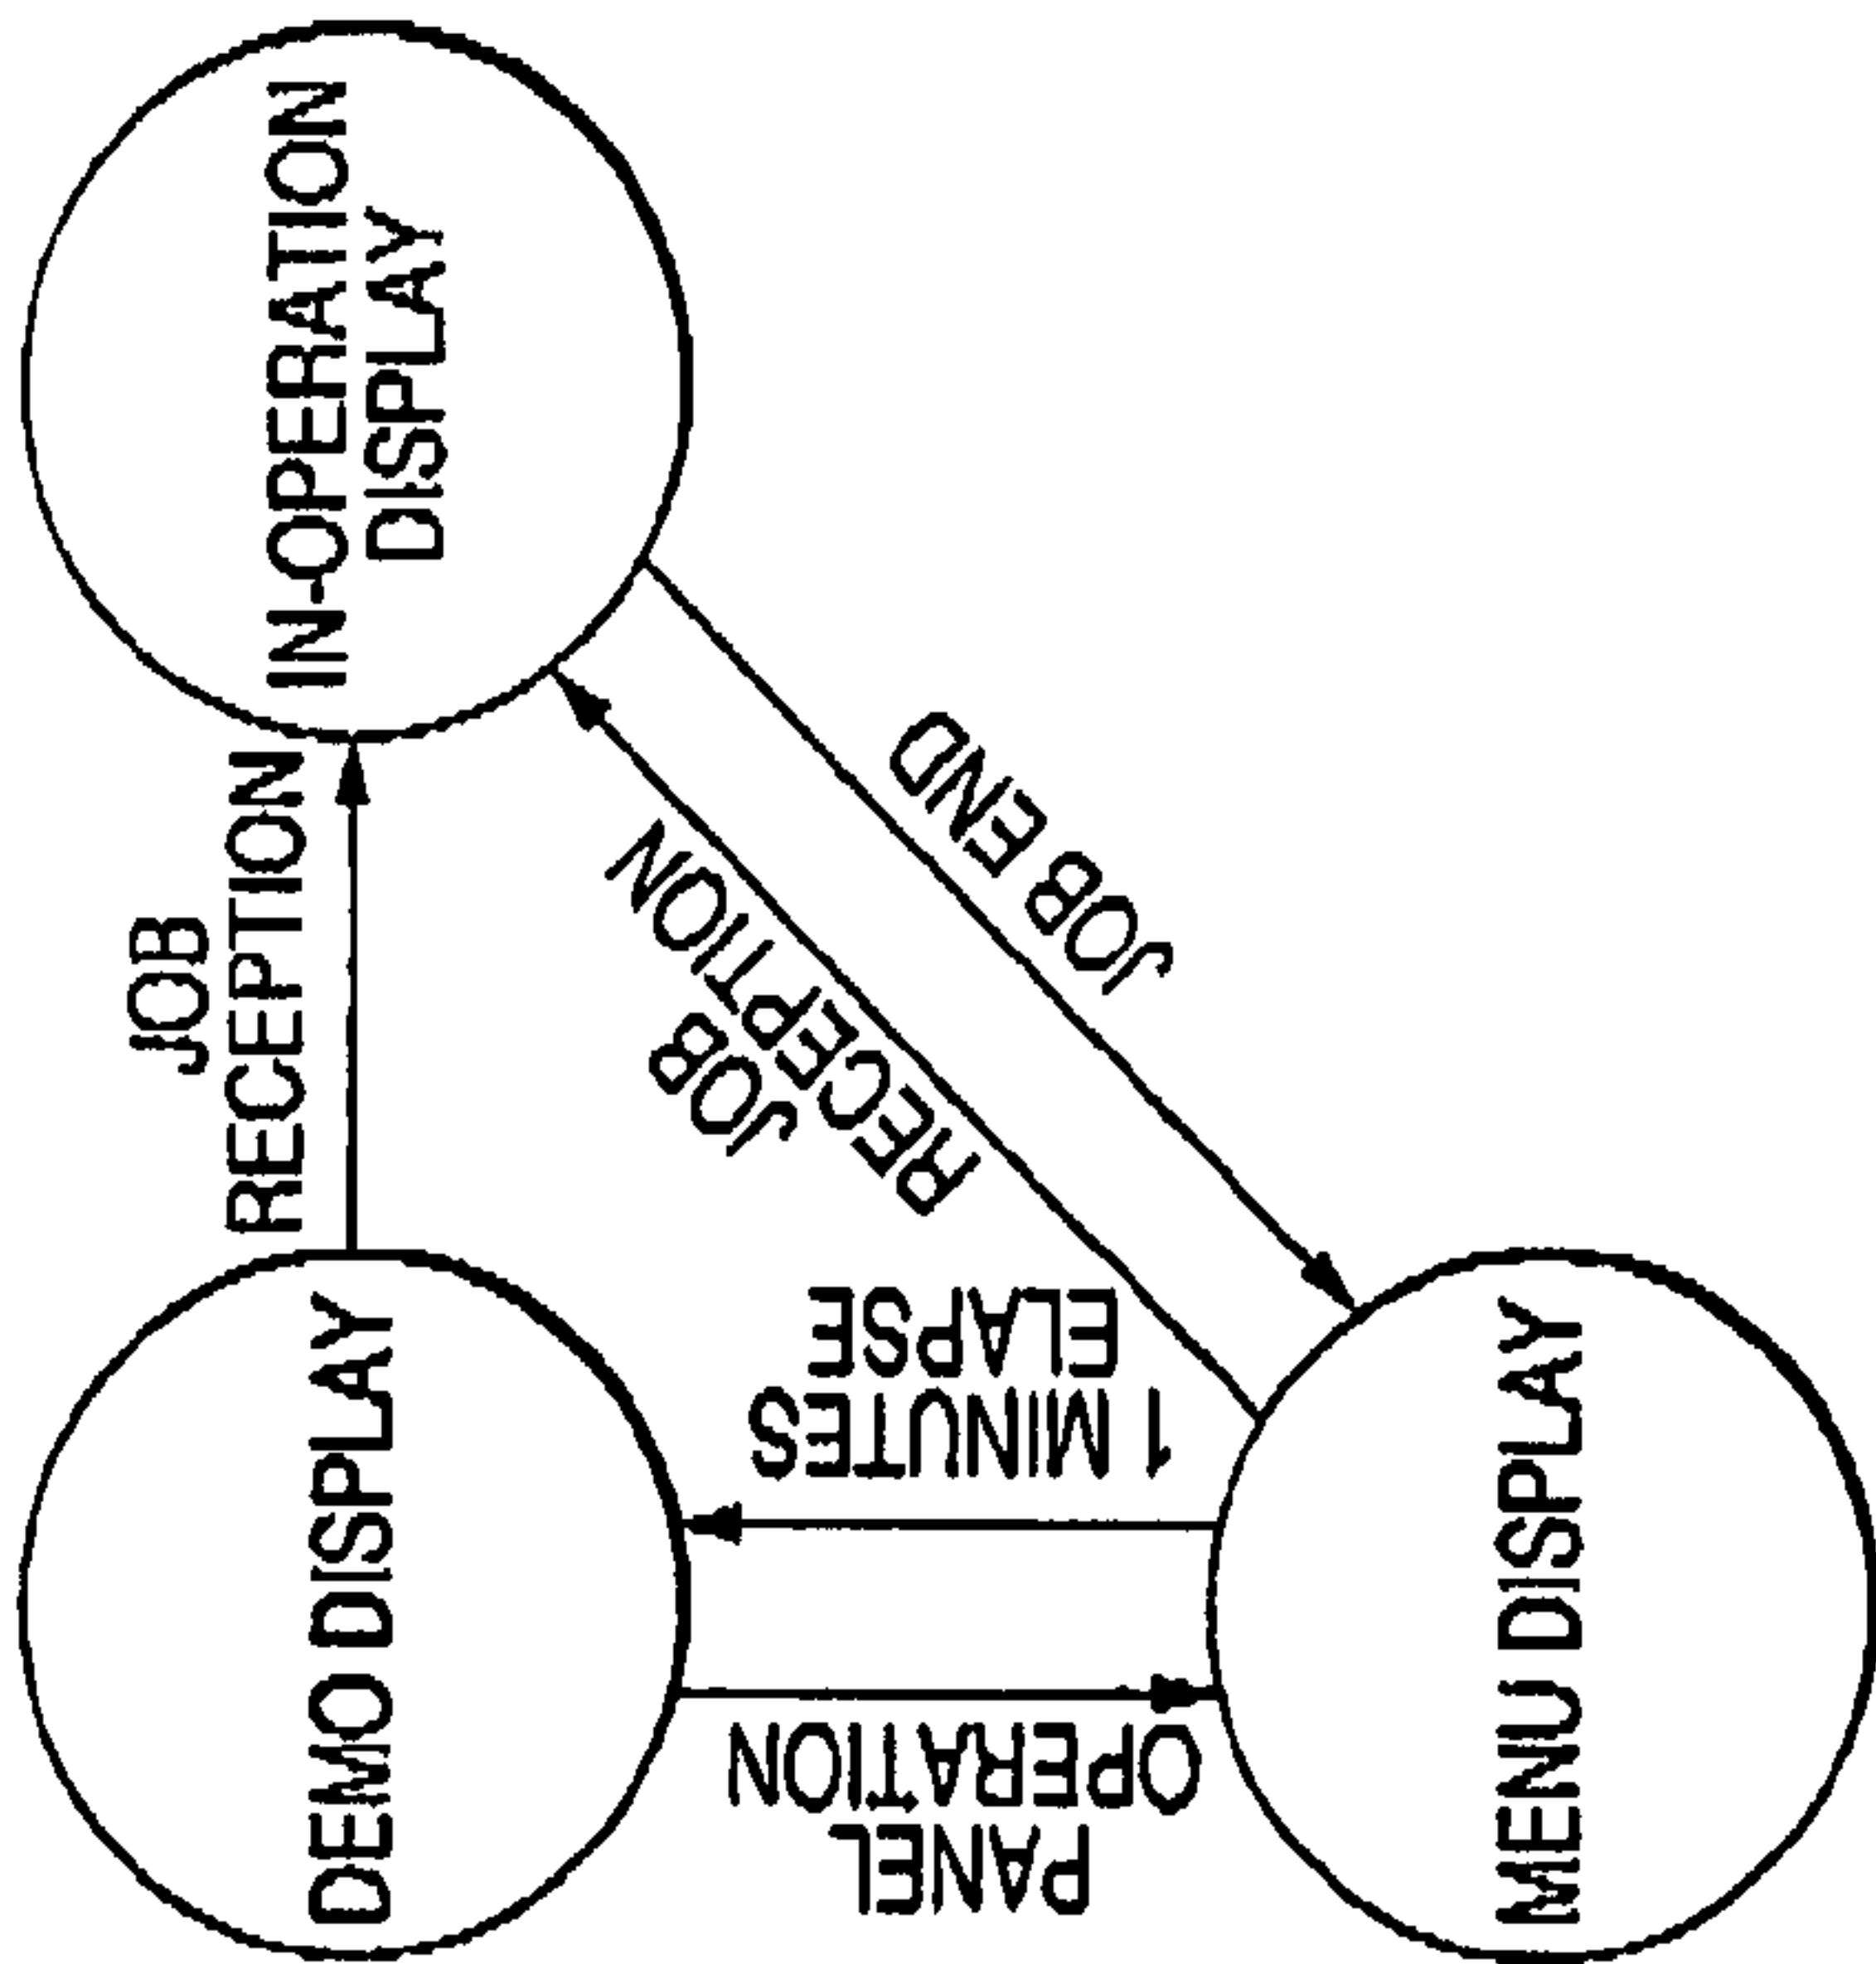 DEMO DISPLAY
JOB
RECEPTION
IN-OPERATION
DISPLAY
PANEL
OPERATION
1 MINUTES
ELAPSE
JOB
RECEPTION
JOB END
MENU DISPLAY